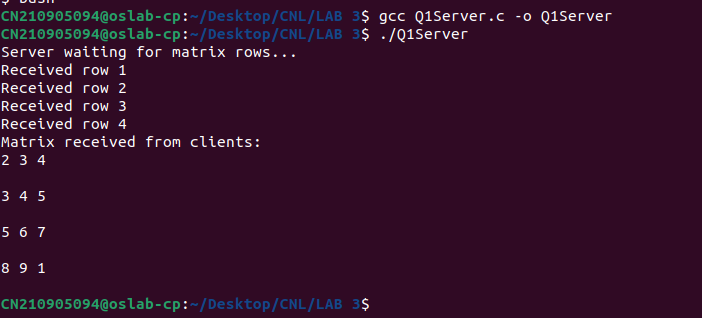 $ bash
CN210905094@oslab-cp:~/Desktop/CNL/LAB 3$ gcc Q1Server.c -o Q1Server
CN210905094@oslab-cp:~/Desktop/CNL/LAB 3$ ./Q1Server
Server waiting for matrix rows...
Received row 1
Received row 2
Received row 3
Received row 4
Matrix received from clients:
2 3 4
3 4 5
5 6 7
8 9 1
CN210905094@oslab-cp:~/Desktop/CNL/LAB 3$